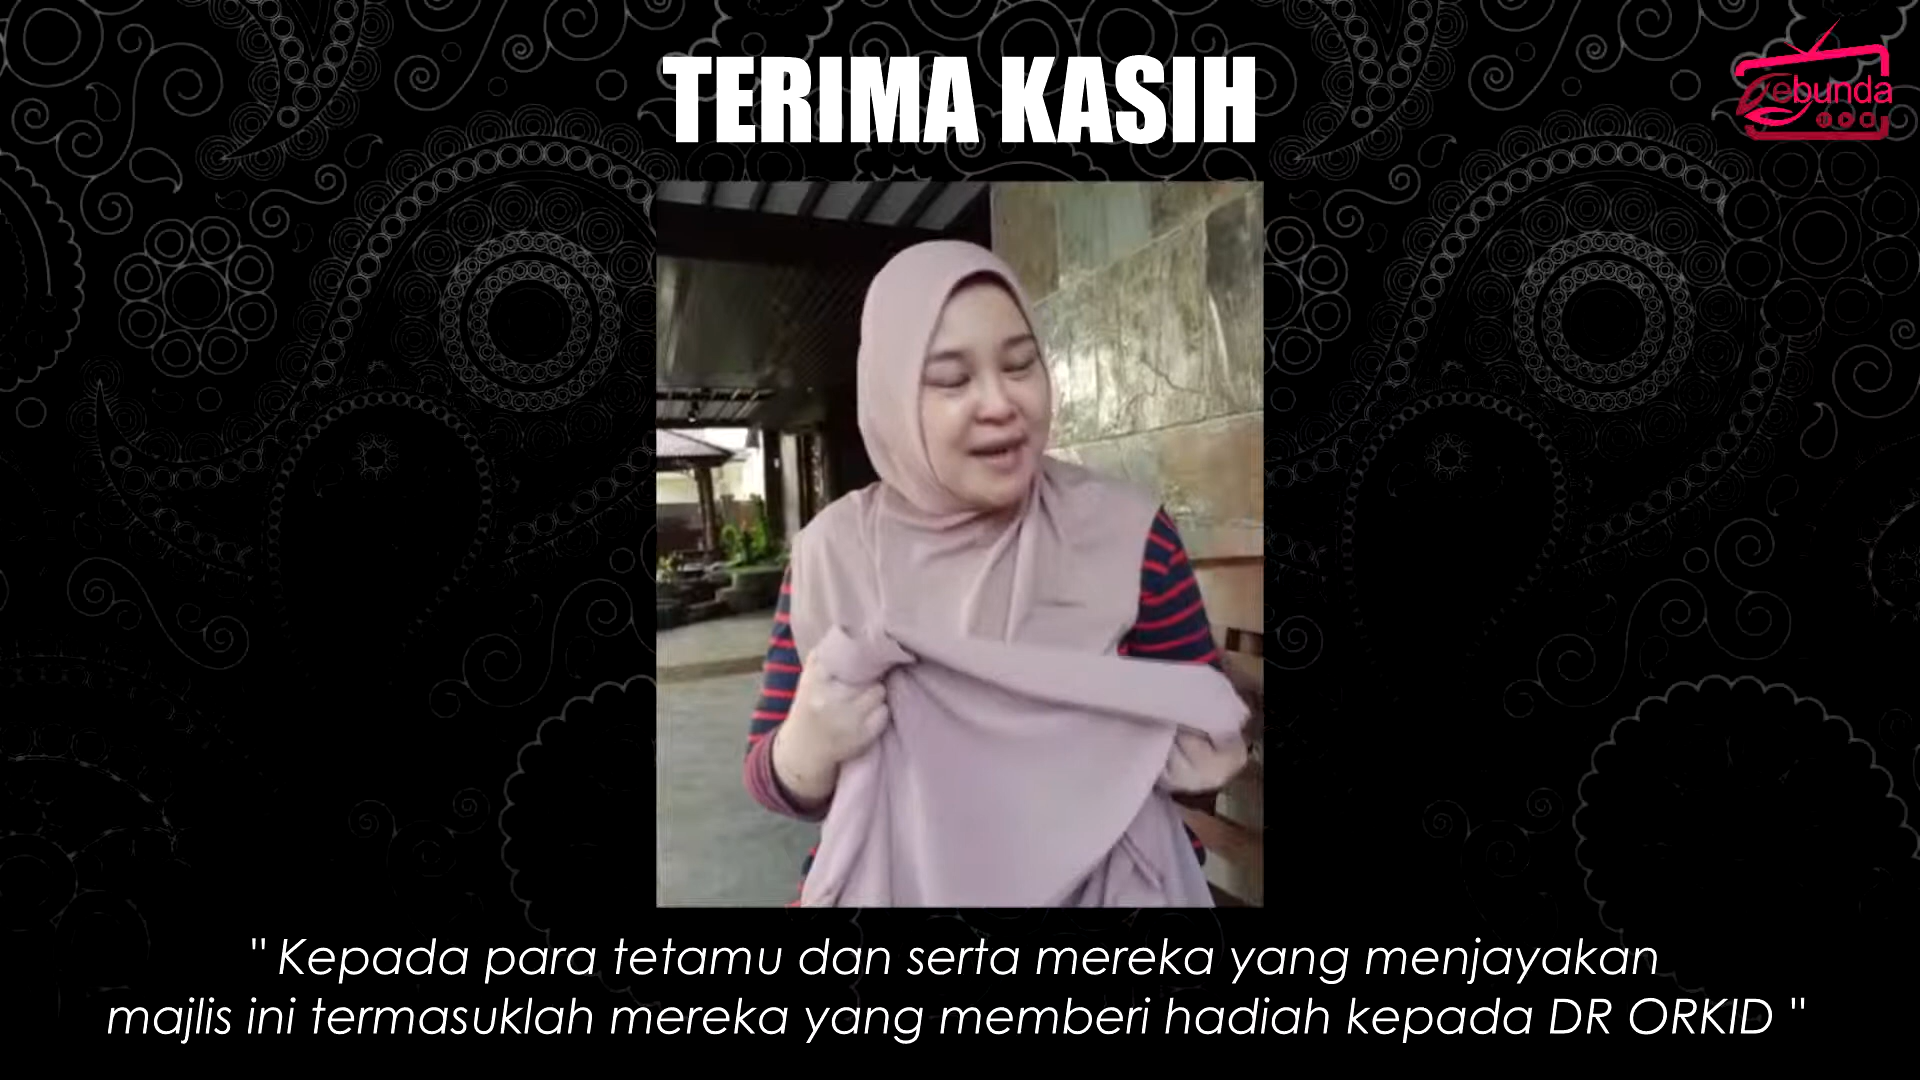 TERIMA KASIH
ebunda
" Kepada para tetamu dan serta mereka yang menjayakan
majlis ini termasuklah mereka yang memberi hadiah kepada DR ORKID "